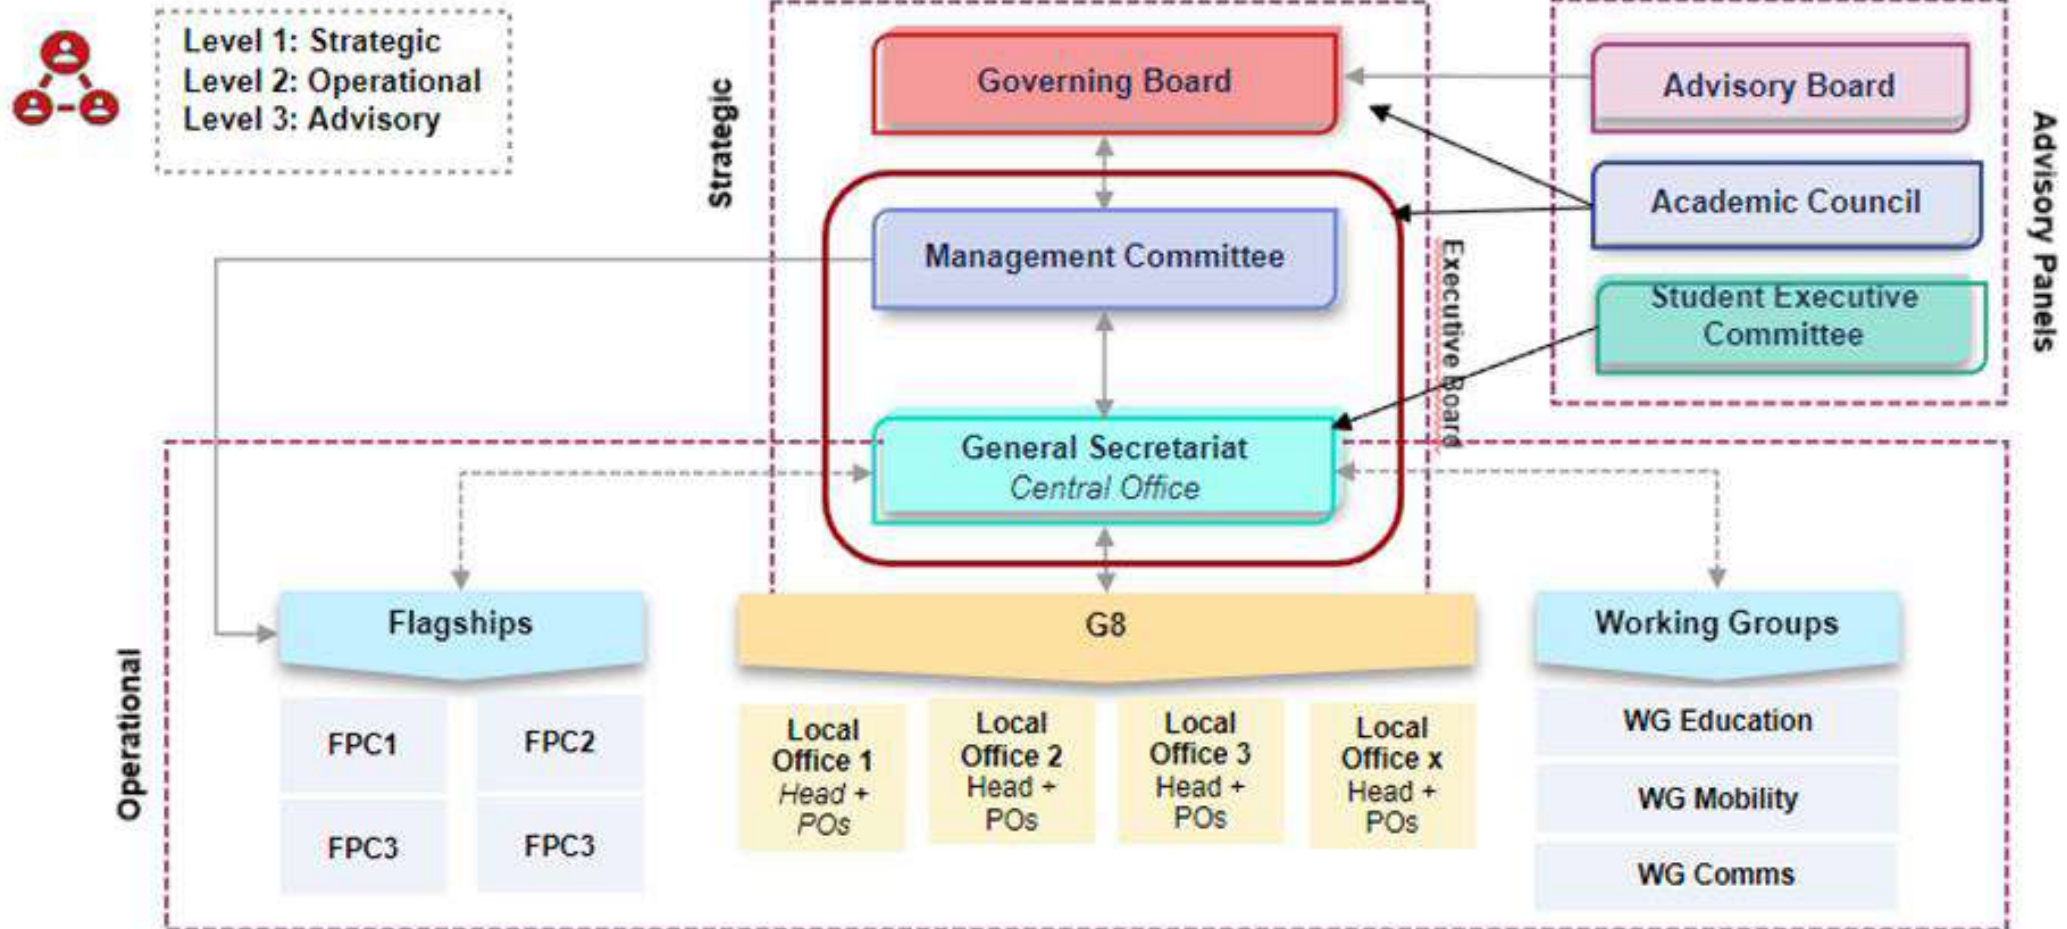 Level 1: Strategic
Level 2: Operational
Level 3: Advisory
Strategic
Governing Board
Management Committee
General Secretariat
Central Office
Executive Board
Advisory Board
Academic Council
Student Executive
Committee
Advisory Panels
Operational
Flagships
FPC1
FPC2
FPC3
FPC3
G8
Local
Office 1
Head +
POs
Local
Office 2
Head +
POs
Local
Office 3
Head +
POs
Local
Office x
Head +
POs
Working Groups
WG Education
WG Mobility
WG Comms